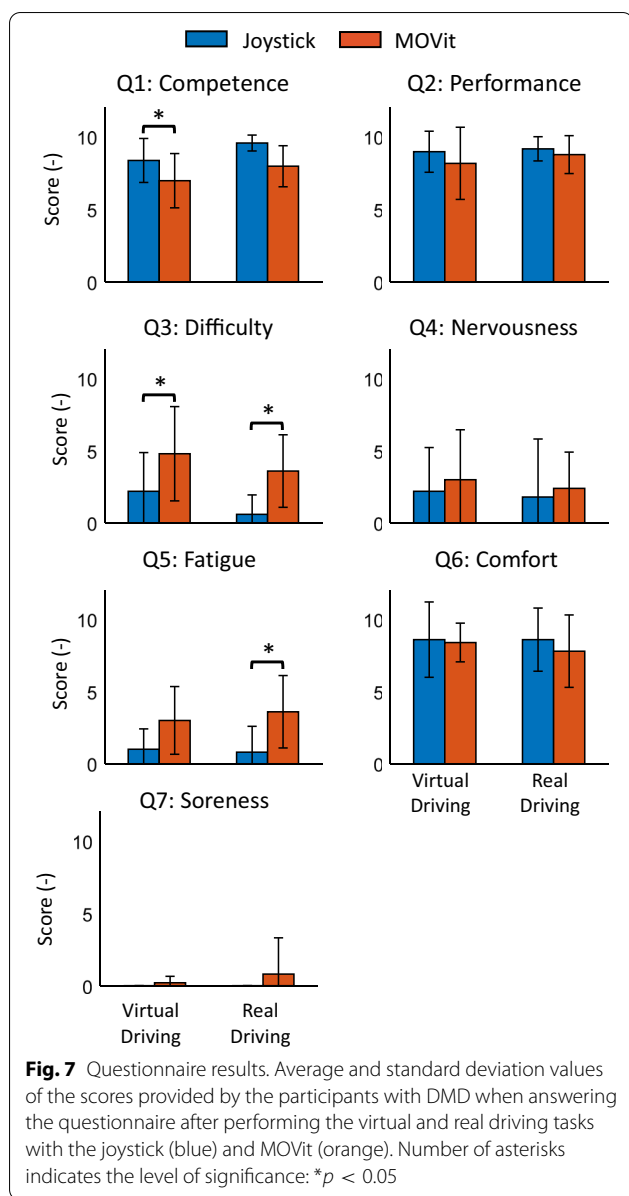 Joystick MOVit
Q1: Competence
Q2: Performance
*
10
5
0
Score (-)
10
5
0
Q3: Difficulty
Q4: Nervousness
*
*
10
5
0
Score (-)
10
5
0
Q5: Fatigue
Q6: Comfort
*
10
5
0
Score (-)
10
5
0
Virtual Driving
Real Driving
Q7: Soreness
10
5
0
Score (-)
Virtual Driving
Real Driving
Fig. 7 Questionnaire results. Average and standard deviation values
of the scores provided by the participants with DMD when answering
the questionnaire after performing the virtual and real driving tasks
with the joystick (blue) and MOVit (orange). Number of asterisks
indicates the level of significance: *p < 0.05